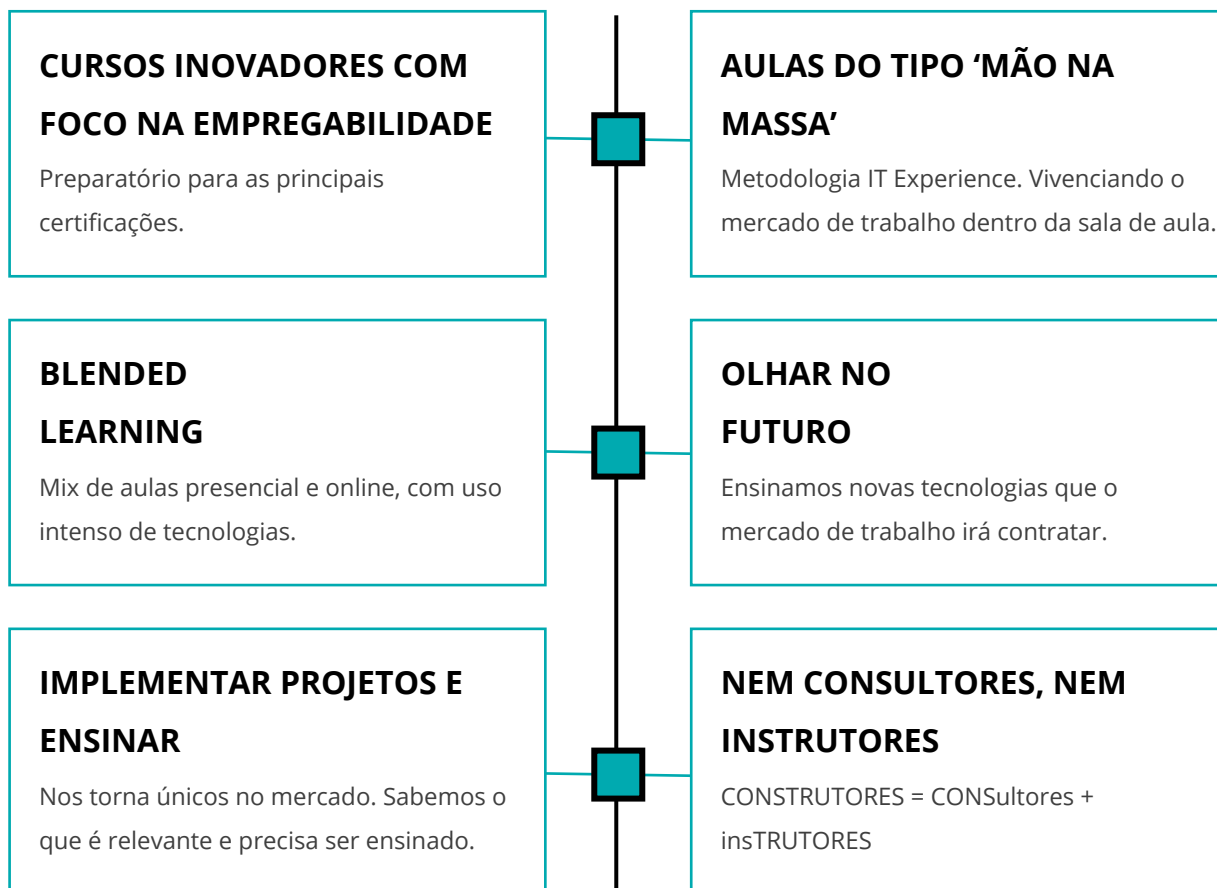 CURSOS INOVADORES COM
FOCO NA EMPREGABILIDADE
Preparatório para as principais
certificações.
AULAS DO TIPO ‘MÃO NA
MASSA’
Metodologia IT Experience. Vivenciando o
mercado de trabalho dentro da sala de aula.
BLENDED
LEARNING
Mix de aulas presencial e online, com uso
intenso de tecnologias.
OLHAR NO
FUTURO
Ensinamos novas tecnologias que o
mercado de trabalho irá contratar.
IMPLEMENTAR PROJETOS E
ENSINAR
Nos torna únicos no mercado. Sabemos o
que é relevante e precisa ser ensinado.
NEM CONSULTORES, NEM
INSTRUTORES
CONSTRUTORES = CONSultores +
insTRUTORES